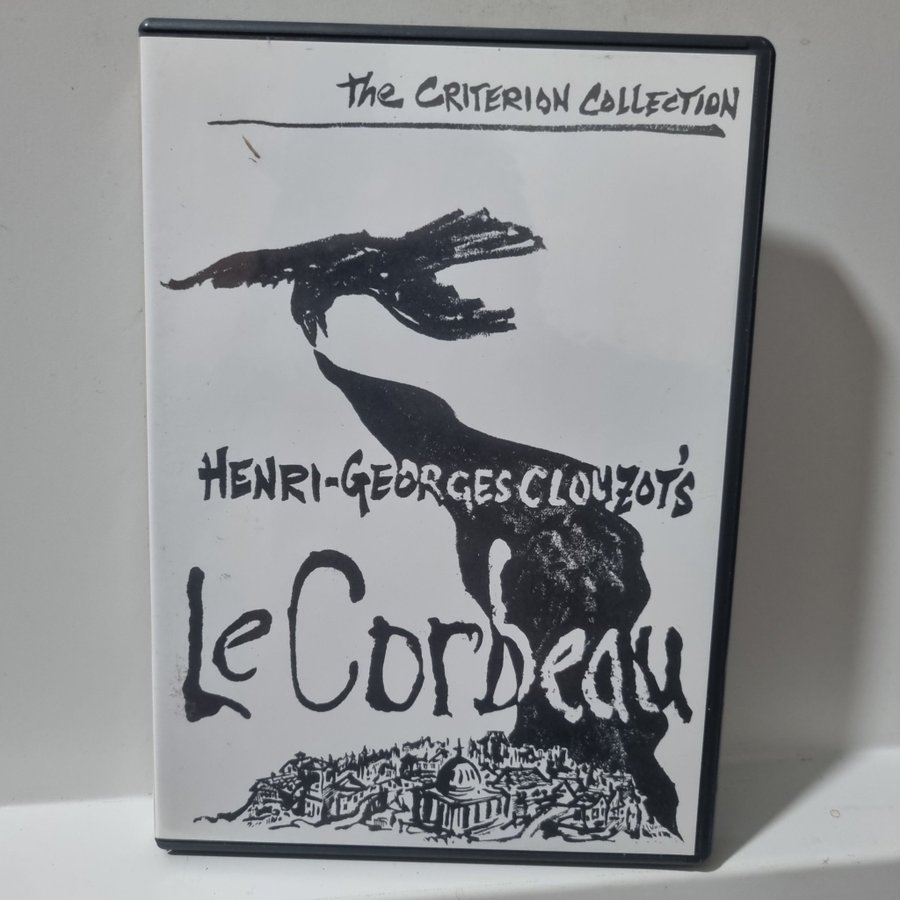 the CRITERION COLLECTION
HENRI-GEORGES CLOUZOT'S
Le Corbeau